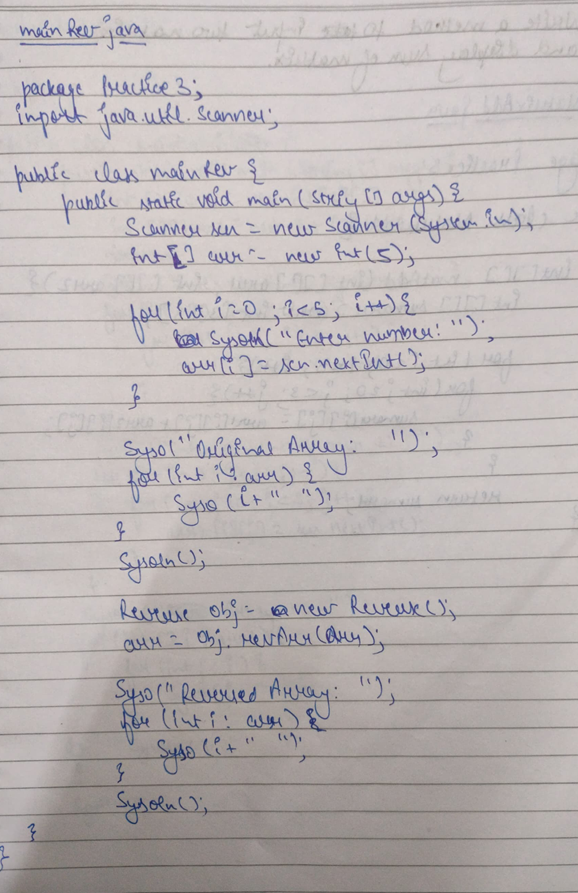 mainRev.java
package Practice3;
import java.util.Scanner;
public class mainRev {
public static void main (String [] args) {
Scanner scn = new Scanner (System.in);
int [] arr = new int (5);
for (int i=0 ; i<5 ; i++) {
Sysoln ("Enter number: ");
arr [i] = scn.nextInt();
}
Syso("Original Array: ");
for (int i : arr) {
Syso (i+" ");
}
Sysoln();
Reverse obj = new Reverse();
arr = obj. revArr(arr);
Syso("Reversed Array: ");
for (int i : arr) {
Syso (i+" ");
}
Sysoln();
}
}